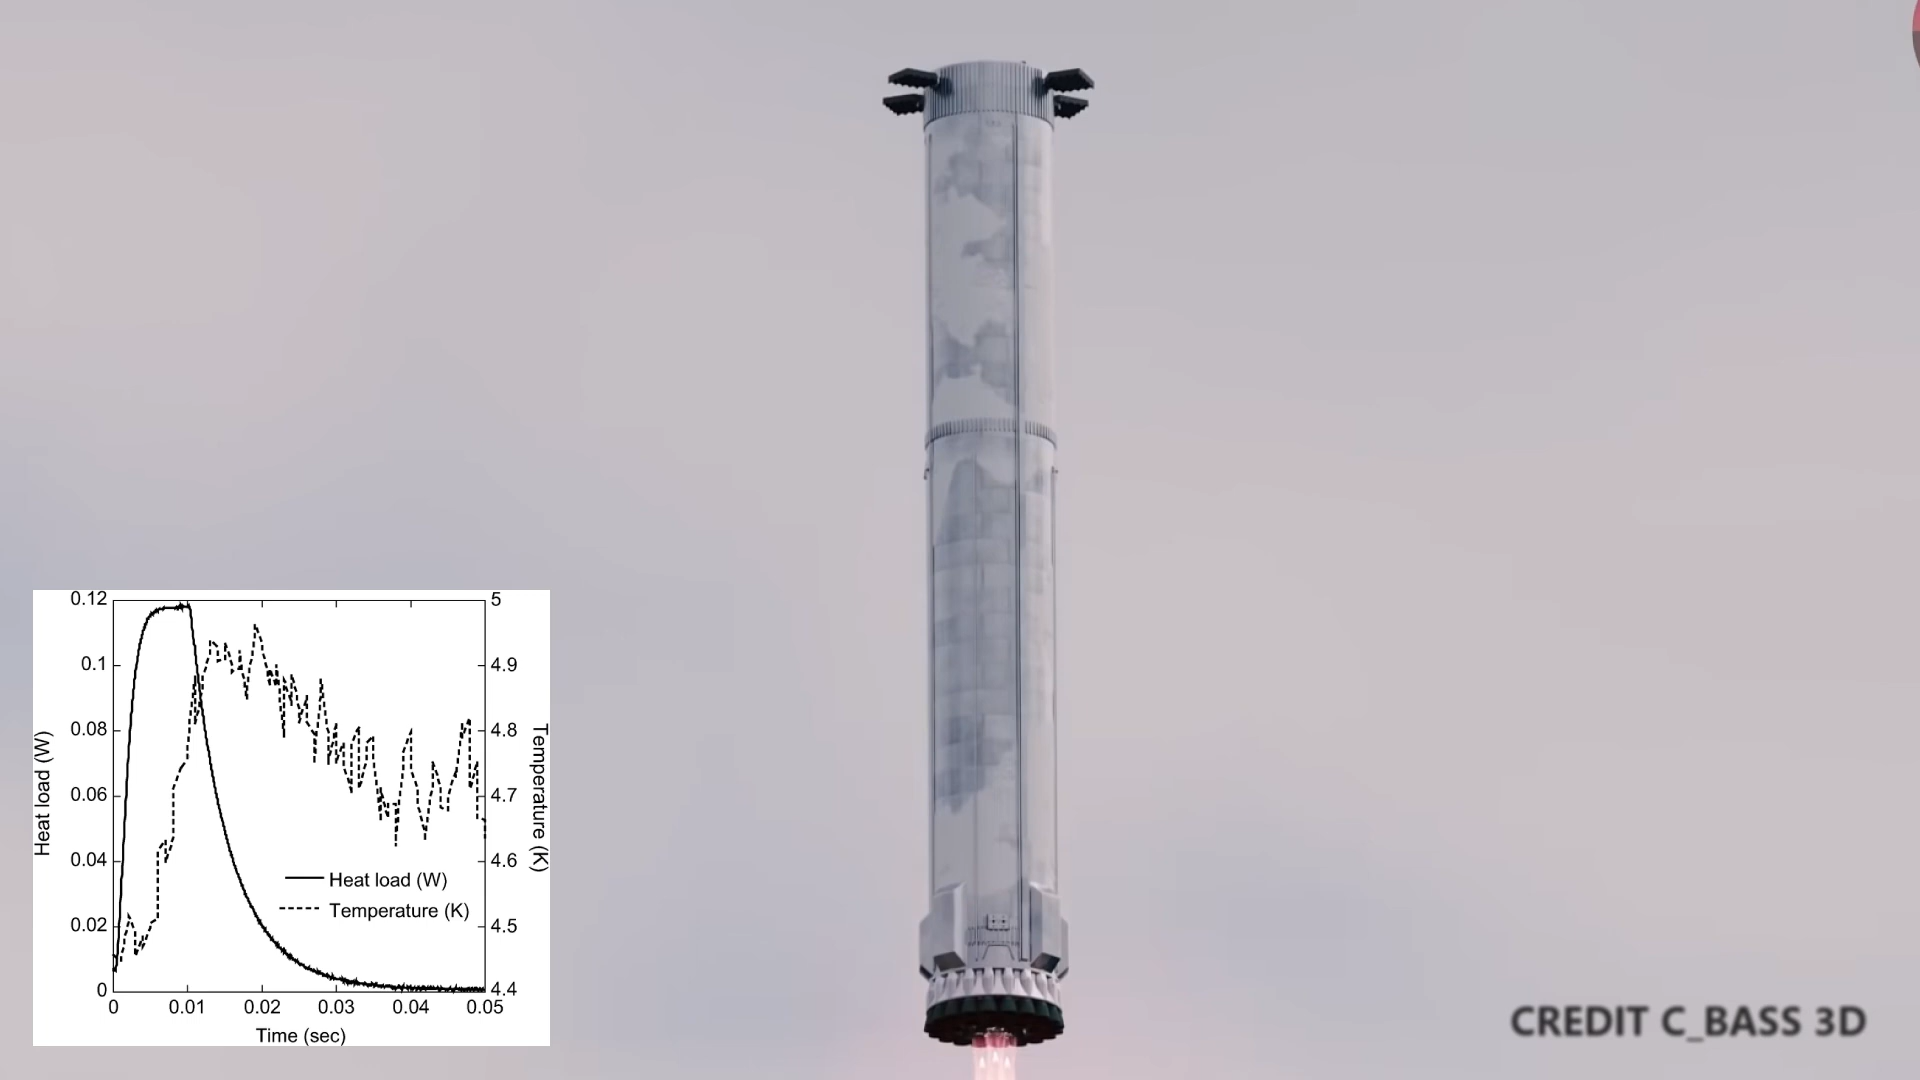 0.12
0.1
0.08
0.06
0.04
0.02
0
5
4.9
4.8
4.7
4.6
4.5
4.4
Heat load (W)
Temperature (K)
Heat load (W)
Temperature (K)
0 0.01 0.02 0.03 0.04 0.05
Time (sec)
CREDIT C_BASS 3D